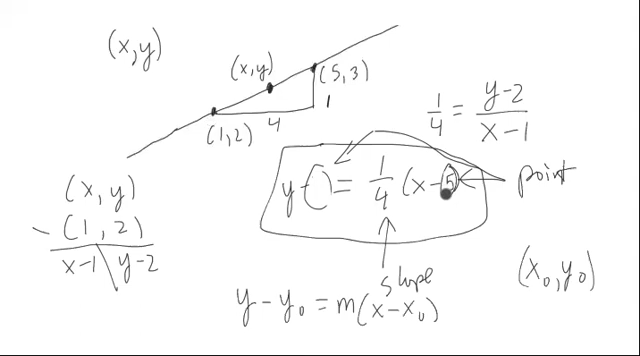 (x,y)
(x,y)
(5,3)
1
(1,2)
4
1/4 = y-2/x-1
(x, y)
- (1, 2)
x-1 y-2
y-( ) = 1/4 (x-5)
point
slope
y-y₀ = m(x-x₀)
(x₀,y₀)